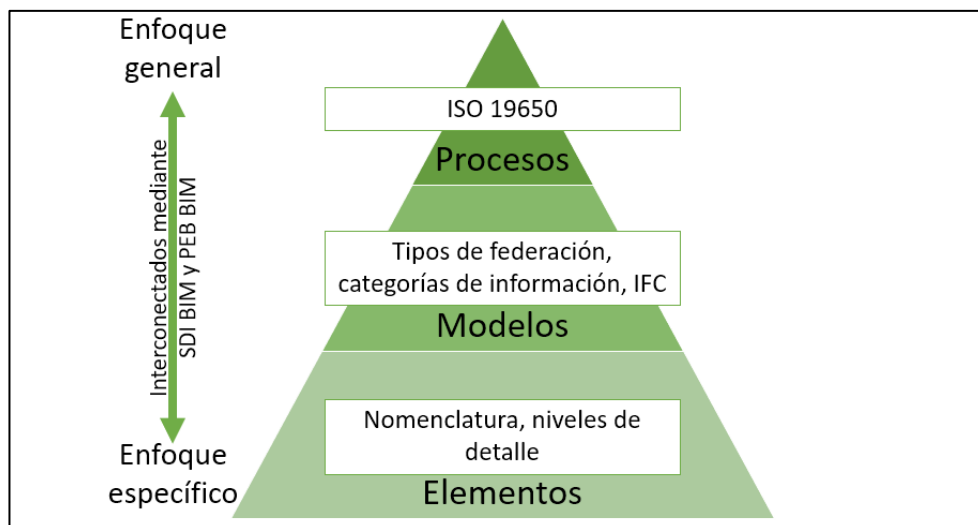 Enfoque
general
Interconectados mediante
SDI BIM y PEB BIM
Enfoque
específico
ISO 19650
Procesos
Tipos de federación,
categorías de información, IFC
Modelos
Nomenclatura, niveles de
detalle
Elementos